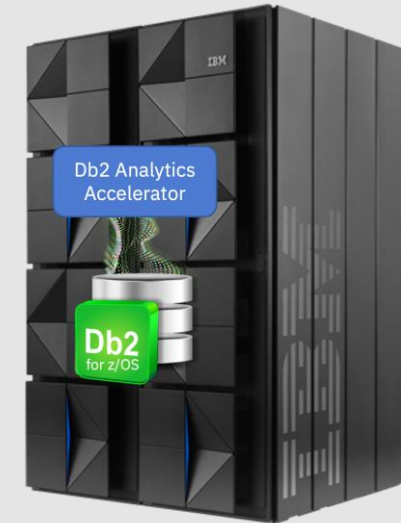 IBM
Db2 Analytics
Accelerator
Db2
for z/OS
IBM